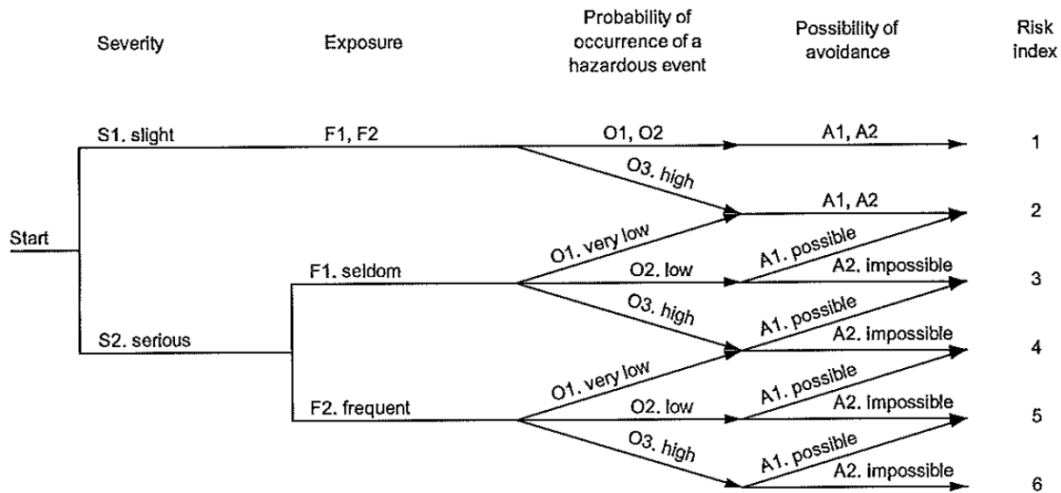 Severity
Exposure
Probability of
occurrence of a
hazardous event
Possibility of
avoidance
Risk
index
S1. slight
F1, F2
O1, O2
A1, A2
1
O3. high
A1, A2
2
Start
O1. very low
A1. possible
F1. seldom
O2. low
A2. impossible
3
O3. high
A1. possible
S2. serious
A2. impossible
4
O1. very low
A1. possible
F2. frequent
O2. low
A2. impossible
5
O3. high
A1. possible
A2. impossible
6